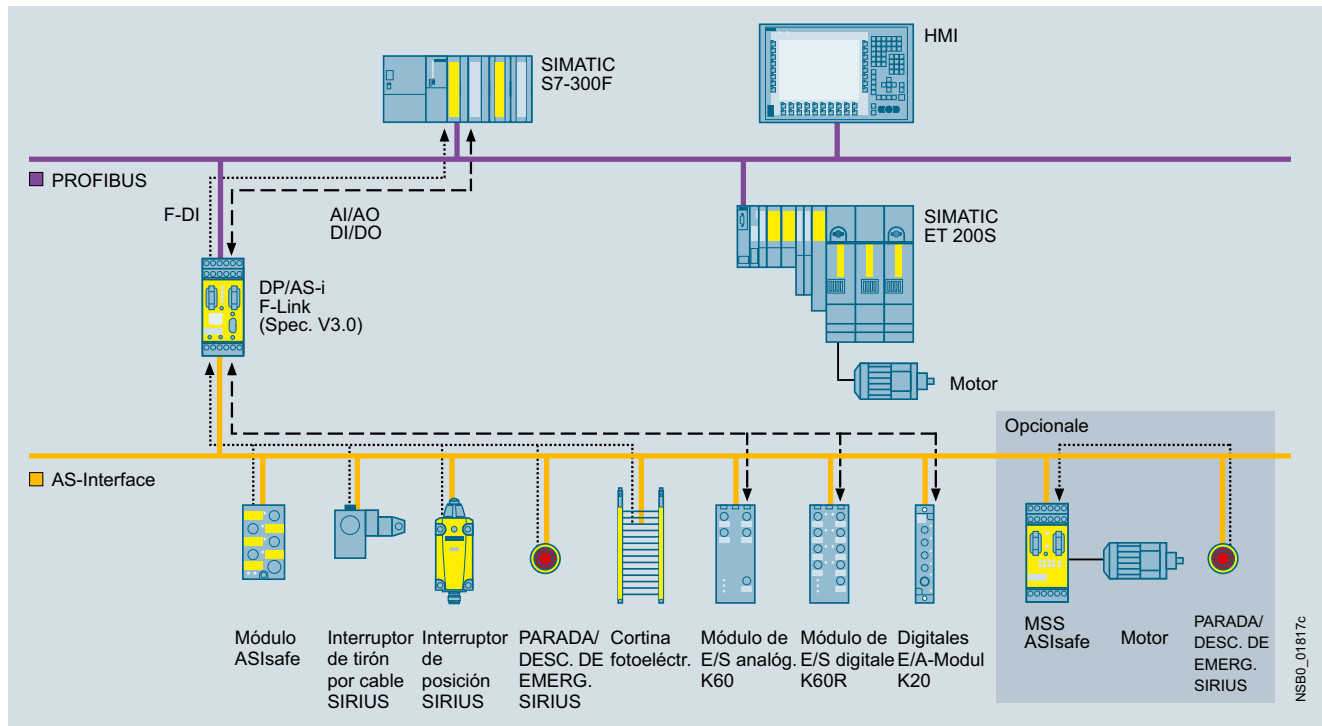 SIMATIC
S7-300F
HMI
PROFIBUS
F-DI
AI/AO
DI/DO
SIMATIC
ET 200S
DP/AS-i
F-Link
(Spec. V3.0)
Motor
Opcionale
AS-Interface
Módulo
ASIsafe
Interruptor
de tirón
por cable
SIRIUS
Interruptor
de
posición
SIRIUS
PARADA/
DESC. DE
EMERG.
SIRIUS
Cortina
fotoeléctr.
Módulo de
E/S analóg.
K60
Módulo de
E/S digitale
K60R
Digitales
E/A-Modul
K20
MSS
ASIsafe
Motor
PARADA/
DESC. DE
EMERG.
SIRIUS
NSB0_01817c